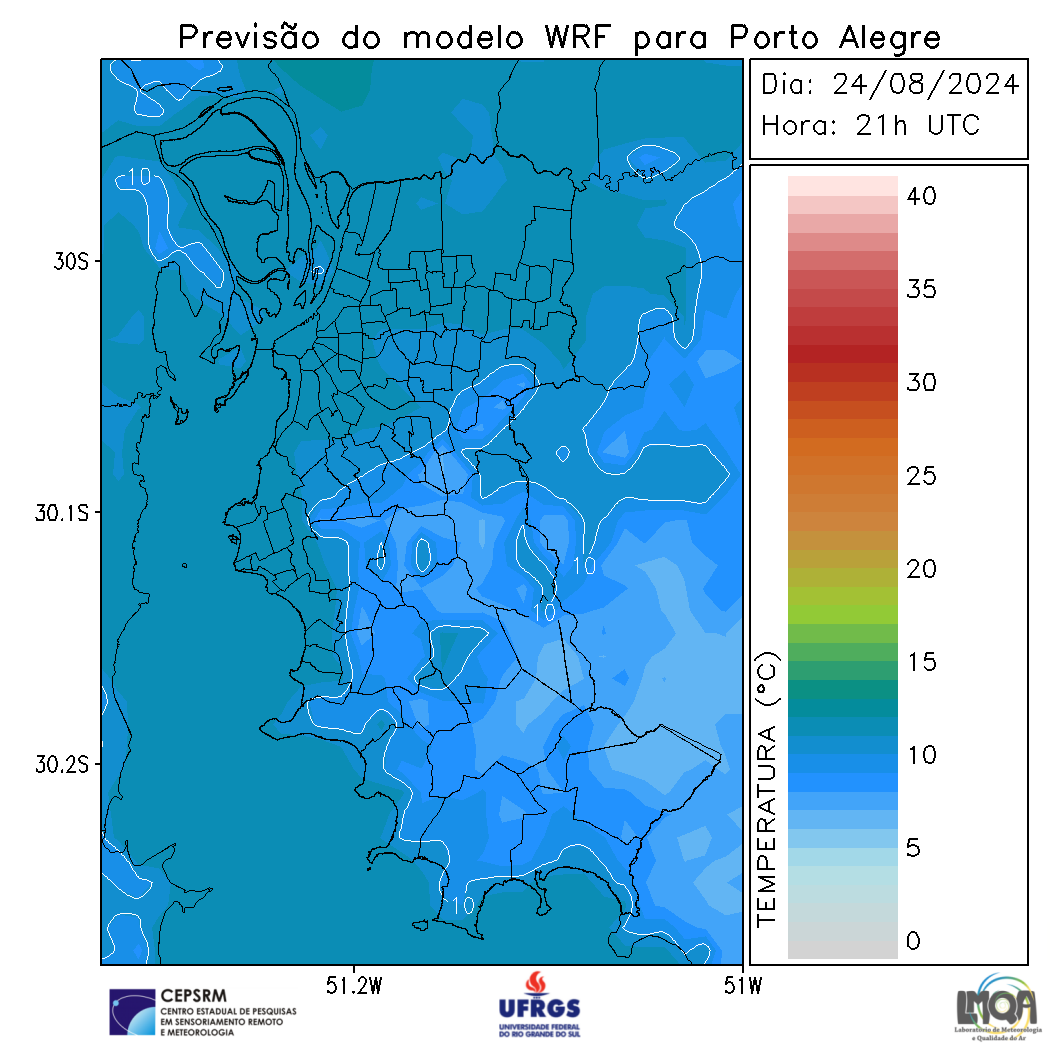 Previsão do modelo WRF para Porto Alegre
Dia: 24/08/2024
Hora: 21h UTC
40
35
30
25
20
15
10
5
0
TEMPERATURA (°C)
30S
30.1S
30.2S
51.2W
51W
10
10
10
10
CEPSRM
CENTRO ESTADUAL DE PESQUISAS
EM SENSORIAMENTO REMOTO
E METEOROLOGIA
UFRGS
UNIVERSIDADE FEDERAL
DO RIO GRANDE DO SUL
LMQA
Laboratório de Meteorologia
e Qualidade do Ar